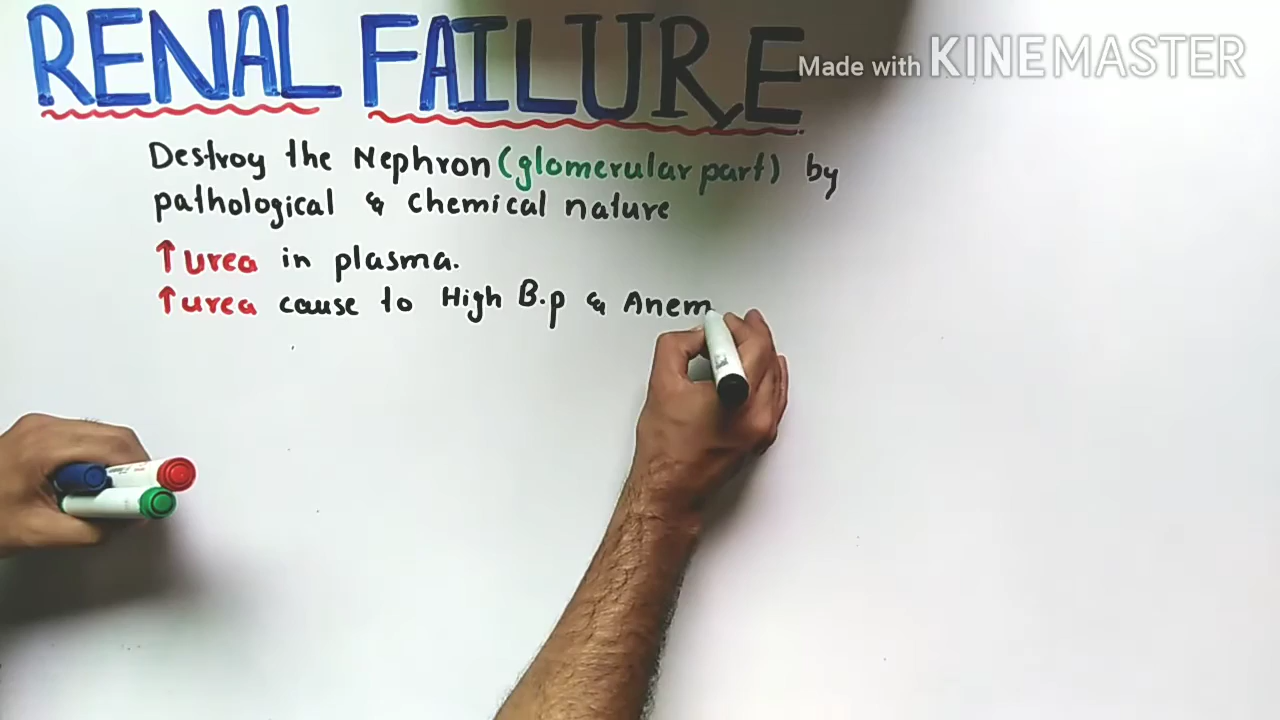 RENAL FAILURE
Made with KINEMASTER
Destroy the Nephron (glomerular part) by
pathological & chemical nature
↑ Urea in plasma.
↑ urea cause to High B.p & Anem